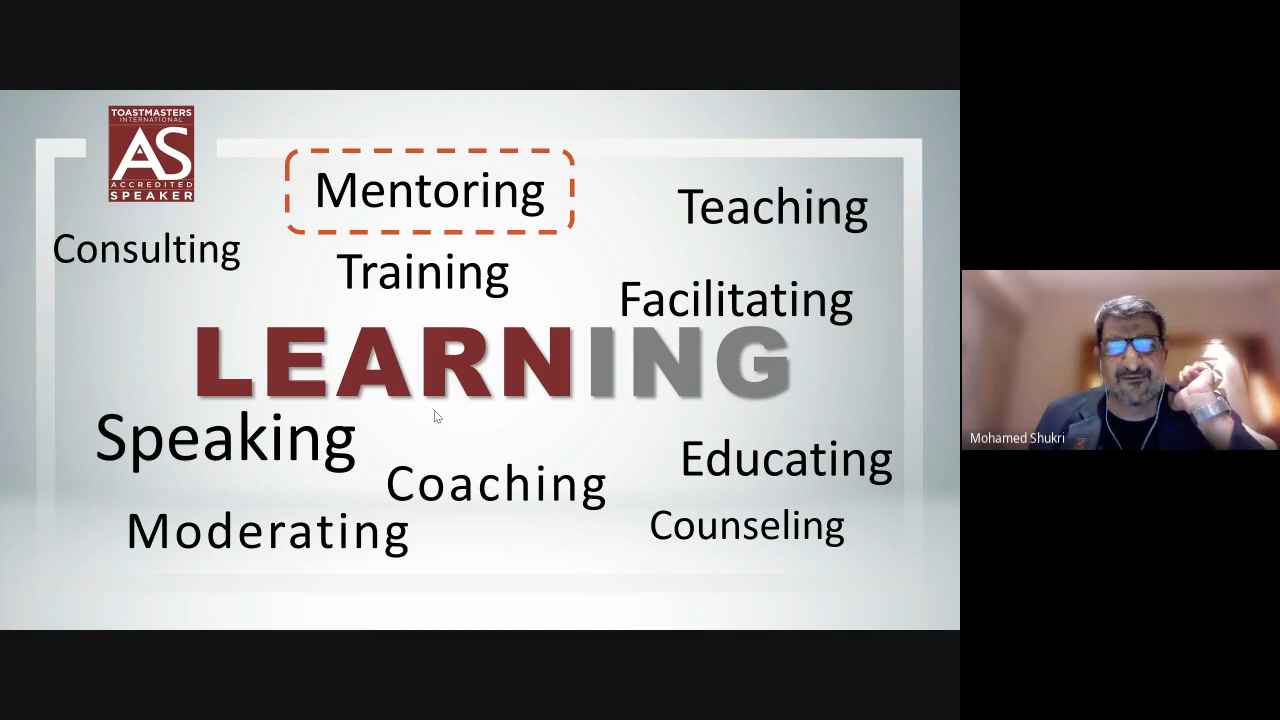 TOASTMASTERS
INTERNATIONAL
AS
ACCREDITED
SPEAKER
Mentoring
Teaching
Consulting
Training
Facilitating
LEARNING
Speaking
Educating
Coaching
Moderating
Counseling
Mohamed Shukri